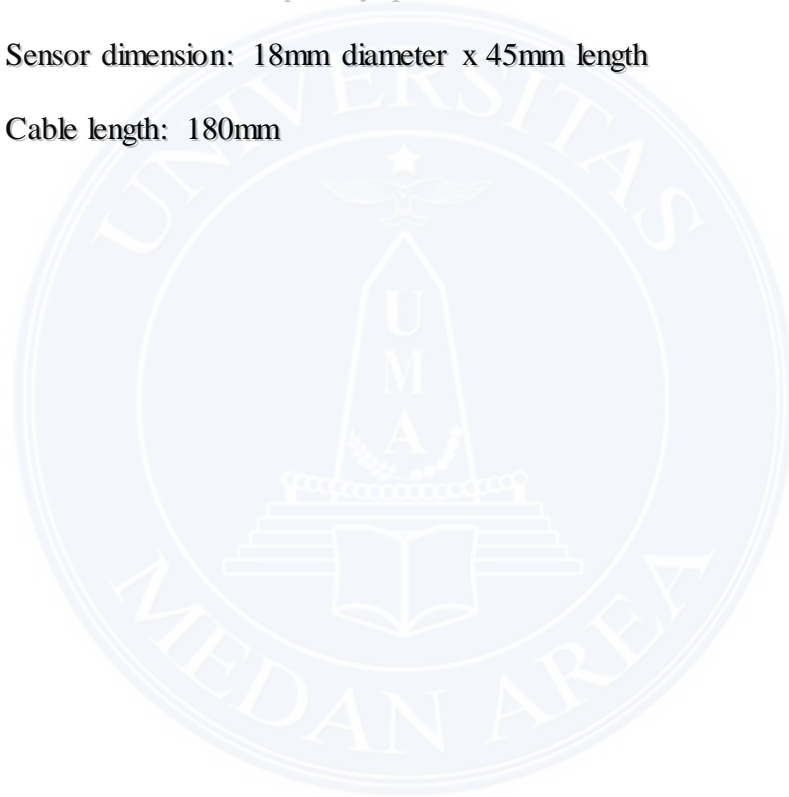 Sensor dimension: 18mm diameter x 45mm length
Cable length: 180mm
UNIVERSITAS
U
M
A
MEDAN AREA